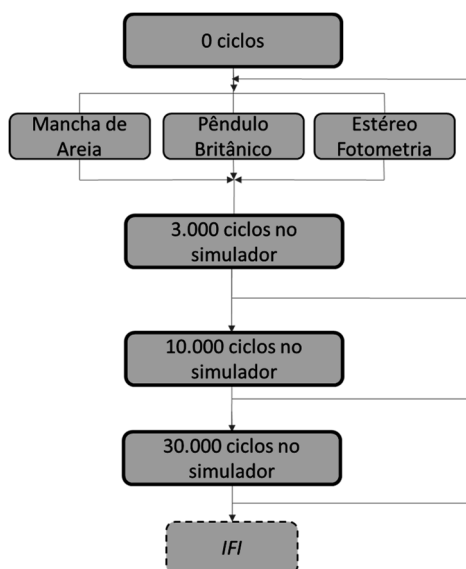 0 ciclos
Mancha de
Areia
Pêndulo
Britânico
Estéreo
Fotometria
3.000 ciclos no
simulador
10.000 ciclos no
simulador
30.000 ciclos no
simulador
IFI